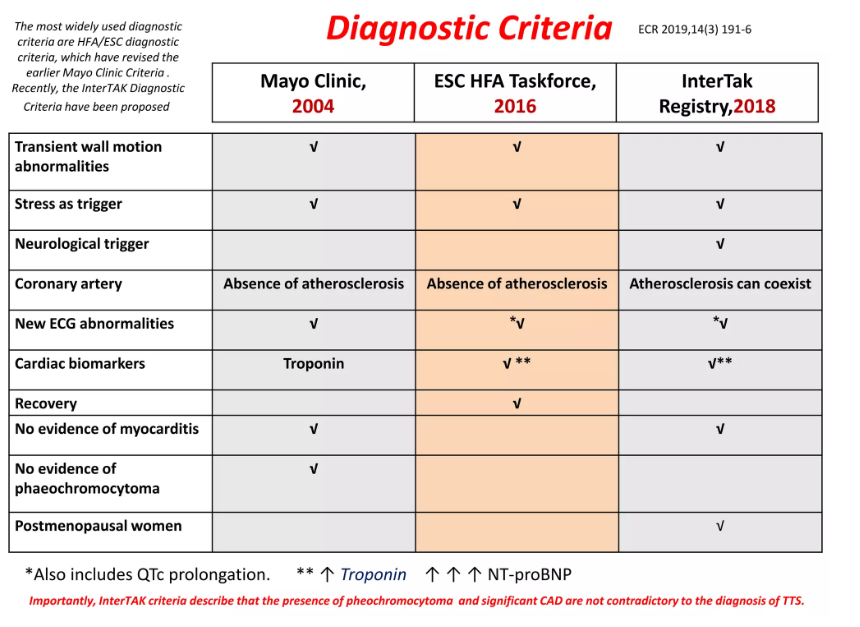 The most widely used diagnostic
criteria are HFA/ESC diagnostic
criteria, which have revised the
earlier Mayo Clinic Criteria .
Recently, the InterTAK Diagnostic
Criteria have been proposed
Diagnostic Criteria
ECR 2019,14(3) 191-6
Mayo Clinic,
2004
ESC HFA Taskforce,
2016
InterTak
Registry,2018
Transient wall motion
abnormalities
√ √ √
Stress as trigger √ √ √
Neurological trigger √
Coronary artery Absence of atherosclerosis Absence of atherosclerosis Atherosclerosis can coexist
New ECG abnormalities √ *√ *√
Cardiac biomarkers Troponin √ ** √**
Recovery √
No evidence of myocarditis √ √
No evidence of
phaeochromocytoma
√
Postmenopausal women √
*Also includes QTc prolongation. ** ↑ Troponin ↑ ↑ ↑ NT-proBNP
Importantly, InterTAK criteria describe that the presence of pheochromocytoma and significant CAD are not contradictory to the diagnosis of TTS.